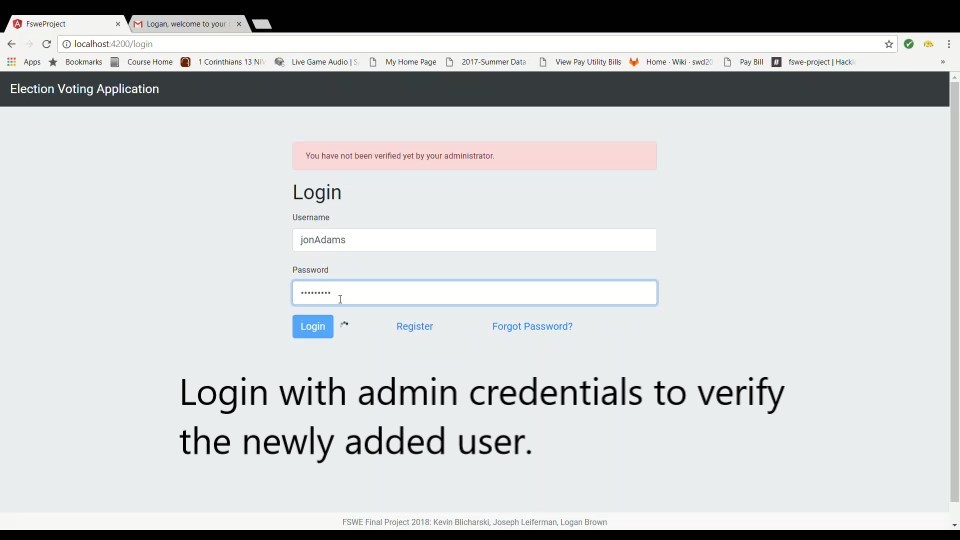 FsweProject
Logan, welcome to your
localhost:4200/login
Apps Bookmarks Course Home 1 Corinthians 13 NIV Live Game Audio | S My Home Page 2017-Summer Data View Pay Utility Bills Home · Wiki · swd20 Pay Bill fswe-project | Hack »
Election Voting Application
You have not been verified yet by your administrator.
Login
Username
jonAdams
Password
•••••••••
Login Register Forgot Password?
Login with admin credentials to verify
the newly added user.
FSWE Final Project 2018: Kevin Blicharski, Joseph Leiferman, Logan Brown